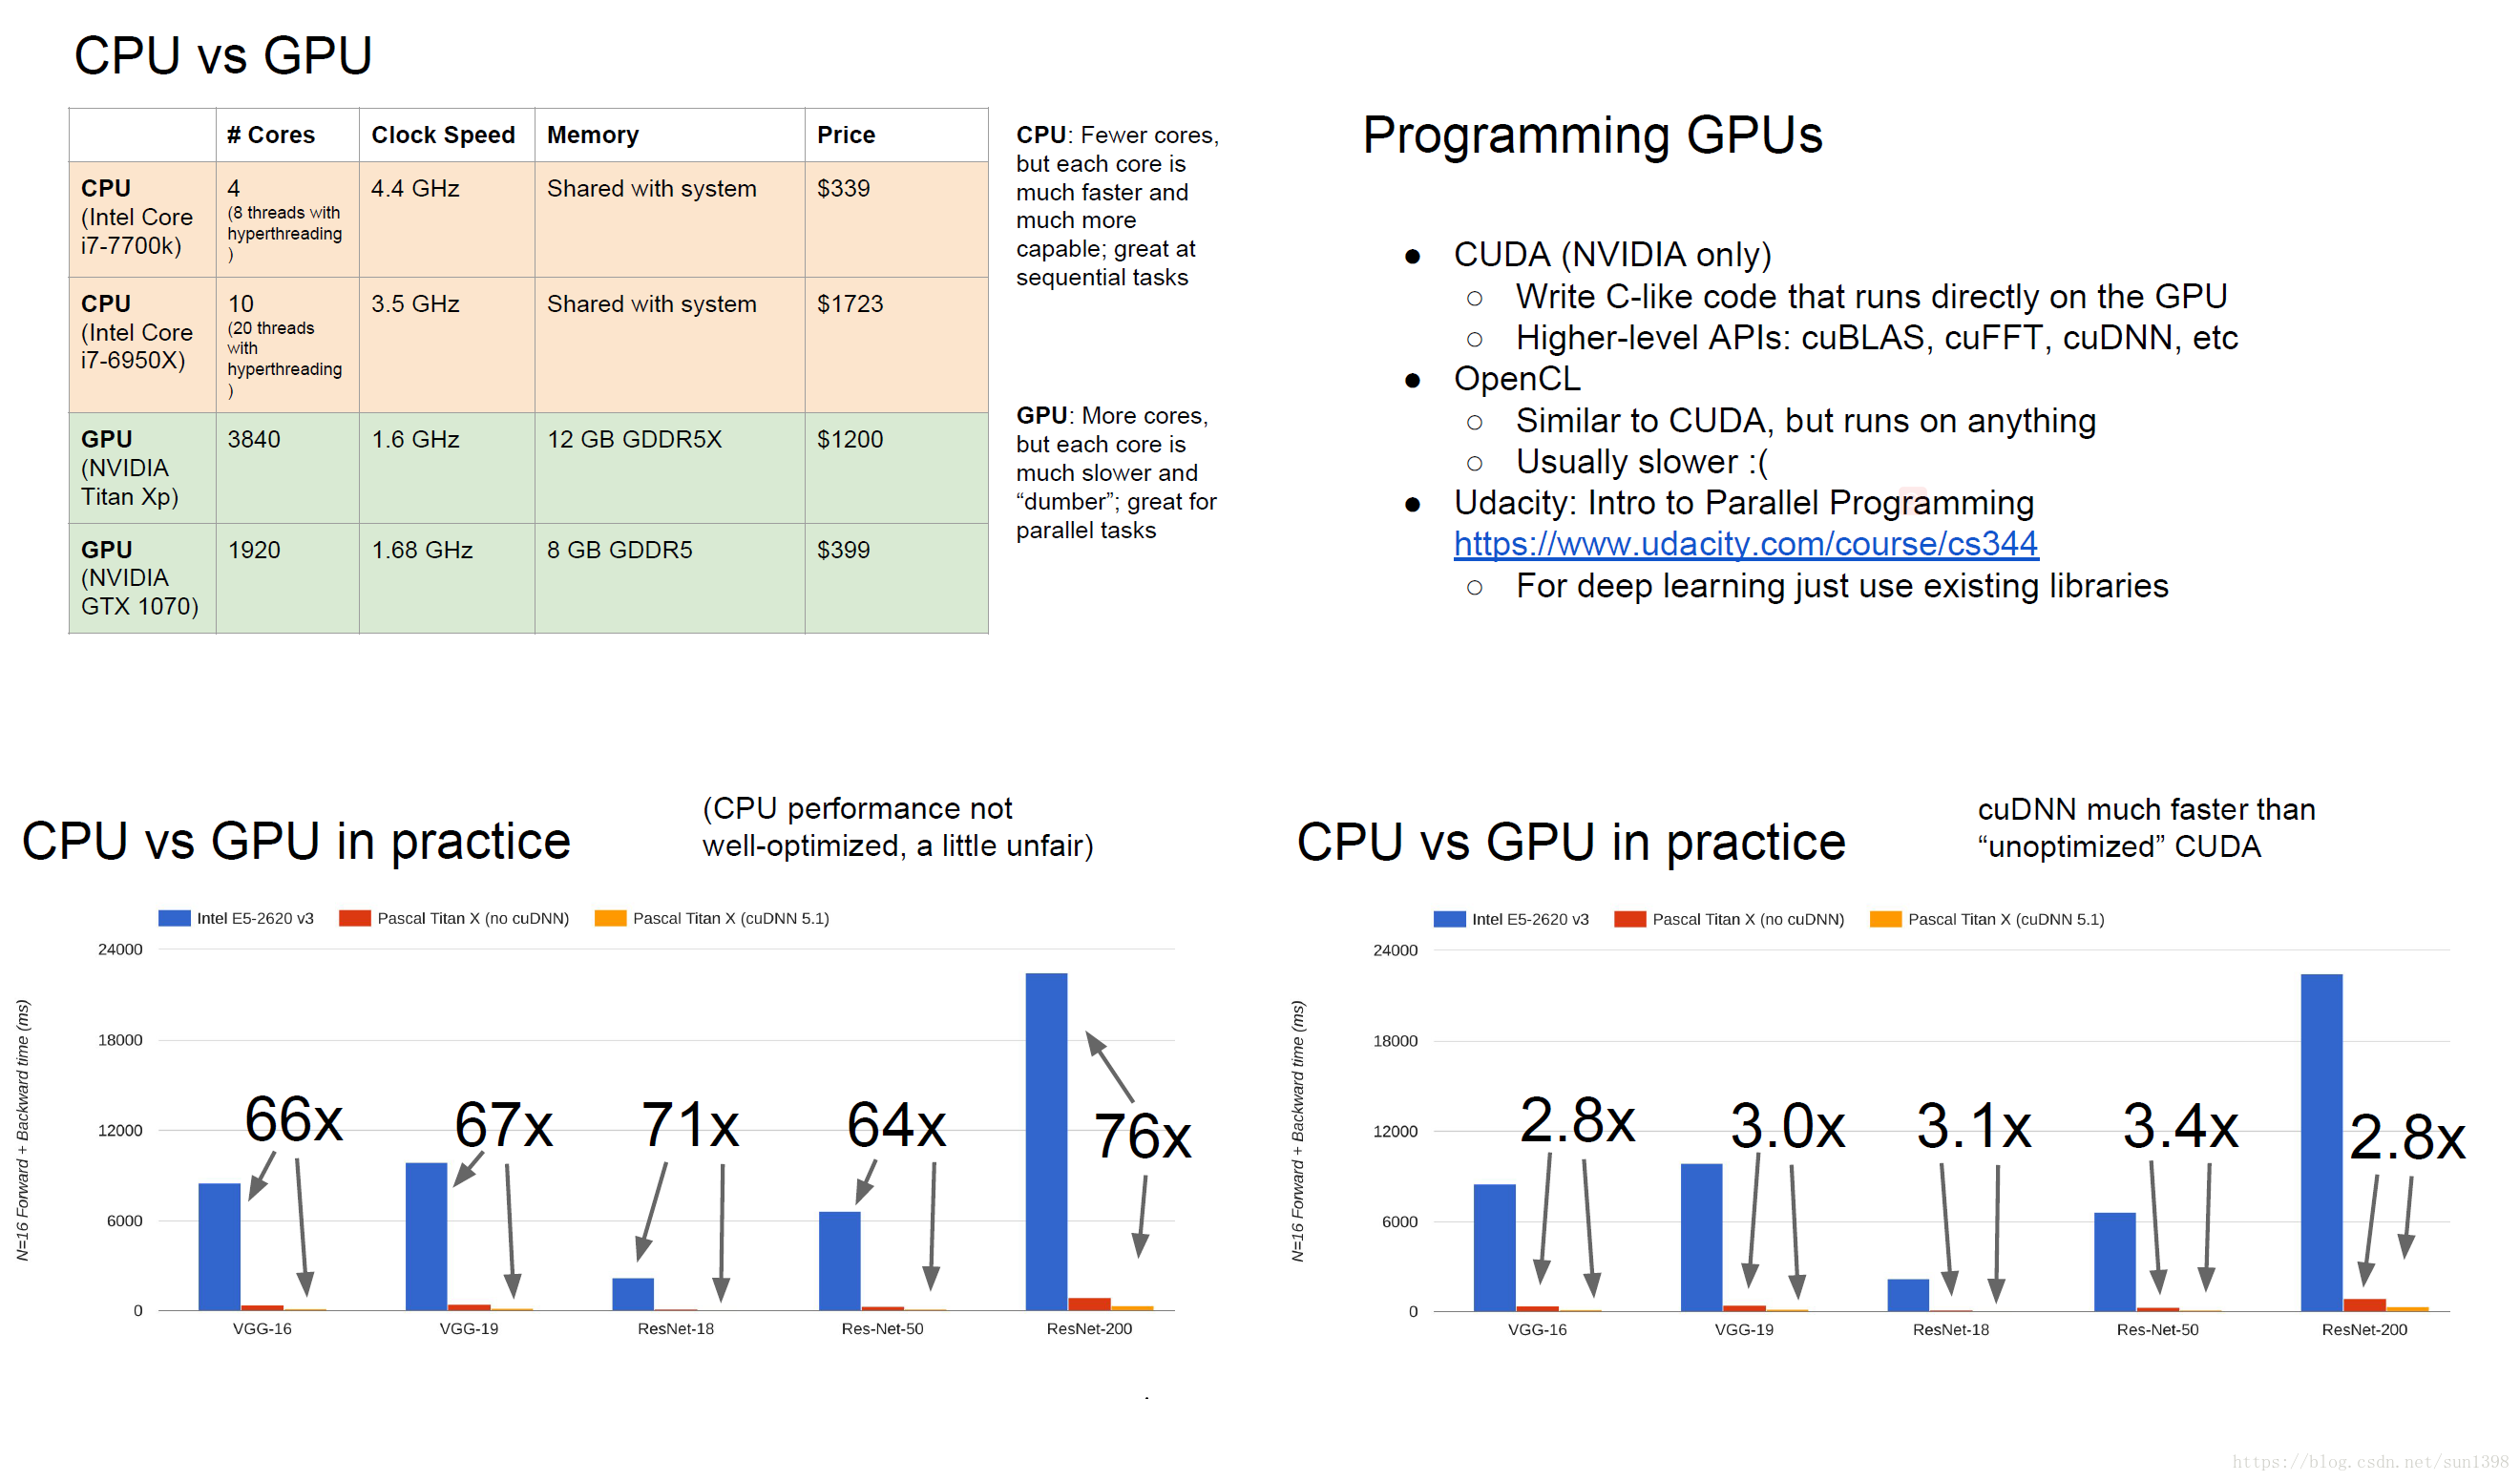 CPU vs GPU
# Cores
Clock Speed
Memory
Price
CPU
(Intel Core
i7-7700k)
4
(8 threads with
hyperthreading
)
4.4 GHz
Shared with system
$339
CPU
(Intel Core
i7-6950X)
10
(20 threads
with
hyperthreading
)
3.5 GHz
Shared with system
$1723
GPU
(NVIDIA
Titan Xp)
3840
1.6 GHz
12 GB GDDR5X
$1200
GPU
(NVIDIA
GTX 1070)
1920
1.68 GHz
8 GB GDDR5
$399
CPU: Fewer cores,
but each core is
much faster and
much more
capable; great at
sequential tasks
GPU: More cores,
but each core is
much slower and
“dumber”; great for
parallel tasks
Programming GPUs
● CUDA (NVIDIA only)
○ Write C-like code that runs directly on the GPU
○ Higher-level APIs: cuBLAS, cuFFT, cuDNN, etc
● OpenCL
○ Similar to CUDA, but runs on anything
○ Usually slower :(
● Udacity: Intro to Parallel Programming
https://www.udacity.com/course/cs344
○ For deep learning just use existing libraries
CPU vs GPU in practice
(CPU performance not
well-optimized, a little unfair)
Intel E5-2620 v3
Pascal Titan X (no cuDNN)
Pascal Titan X (cuDNN 5.1)
N=16 Forward + Backward time (ms)
24000
18000
12000
6000
0
66x
67x
71x
64x
76x
VGG-16
VGG-19
ResNet-18
Res-Net-50
ResNet-200
CPU vs GPU in practice
cuDNN much faster than
“unoptimized” CUDA
Intel E5-2620 v3
Pascal Titan X (no cuDNN)
Pascal Titan X (cuDNN 5.1)
N=16 Forward + Backward time (ms)
24000
18000
12000
6000
0
2.8x
3.0x
3.1x
3.4x
2.8x
VGG-16
VGG-19
ResNet-18
Res-Net-50
ResNet-200
https://blog.csdn.net/sun1398